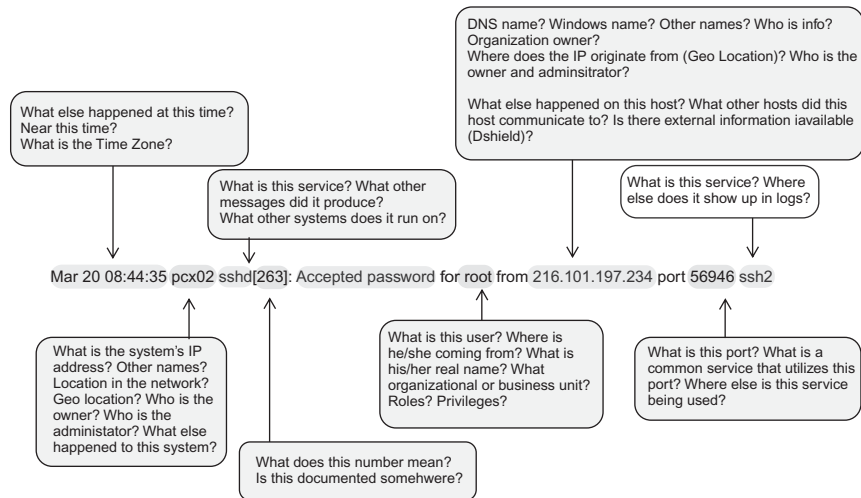 DNS name? Windows name? Other names? Who is info?
Organization owner?
Where does the IP originate from (Geo Location)? Who is the
owner and adminsitrator?
What else happened on this host? What other hosts did this
host communicate to? Is there external information iavailable
(Dshield)?
What else happened at this time?
Near this time?
What is the Time Zone?
What is this service? What other
messages did it produce?
What other systems does it run on?
What is this service? Where
else does it show up in logs?
Mar 20 08:44:35 pcx02 sshd[263]: Accepted password for root from 216.101.197.234 port 56946 ssh2
What is the system's IP
address? Other names?
Location in the network?
Geo location? Who is the
owner? Who is the
administator? What else
happened to this system?
What does this number mean?
Is this documented somehwere?
What is this user? Where is
he/she coming from? What is
his/her real name? What
organizational or business unit?
Roles? Privileges?
What is this port? What is a
common service that utilizes this
port? Where else is this service
being used?